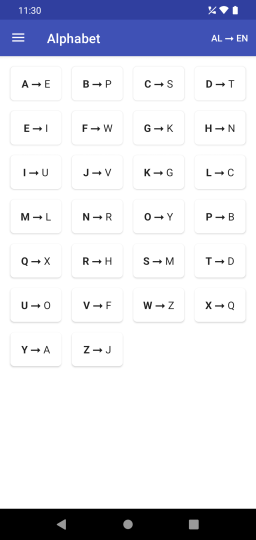 11:30
Alphabet
AL → EN
A → E
B → P
C → S
D → T
E → I
F → W
G → K
H → N
I → U
J → V
K → G
L → C
M → L
N → R
O → Y
P → B
Q → X
R → H
S → M
T → D
U → O
V → F
W → Z
X → Q
Y → A
Z → J